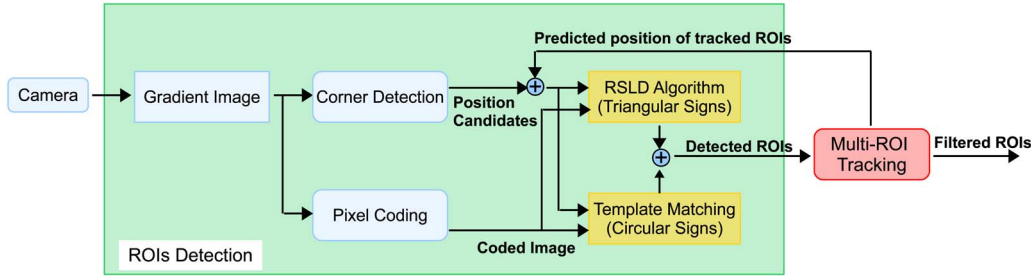 Predicted position of tracked ROIs
Camera
Gradient Image
Corner Detection
Position
Candidates
RSLD Algorithm
(Triangular Signs)
Detected ROIs
Multi-ROI
Tracking
Filtered ROIs
Pixel Coding
Coded Image
Template Matching
(Circular Signs)
ROIs Detection